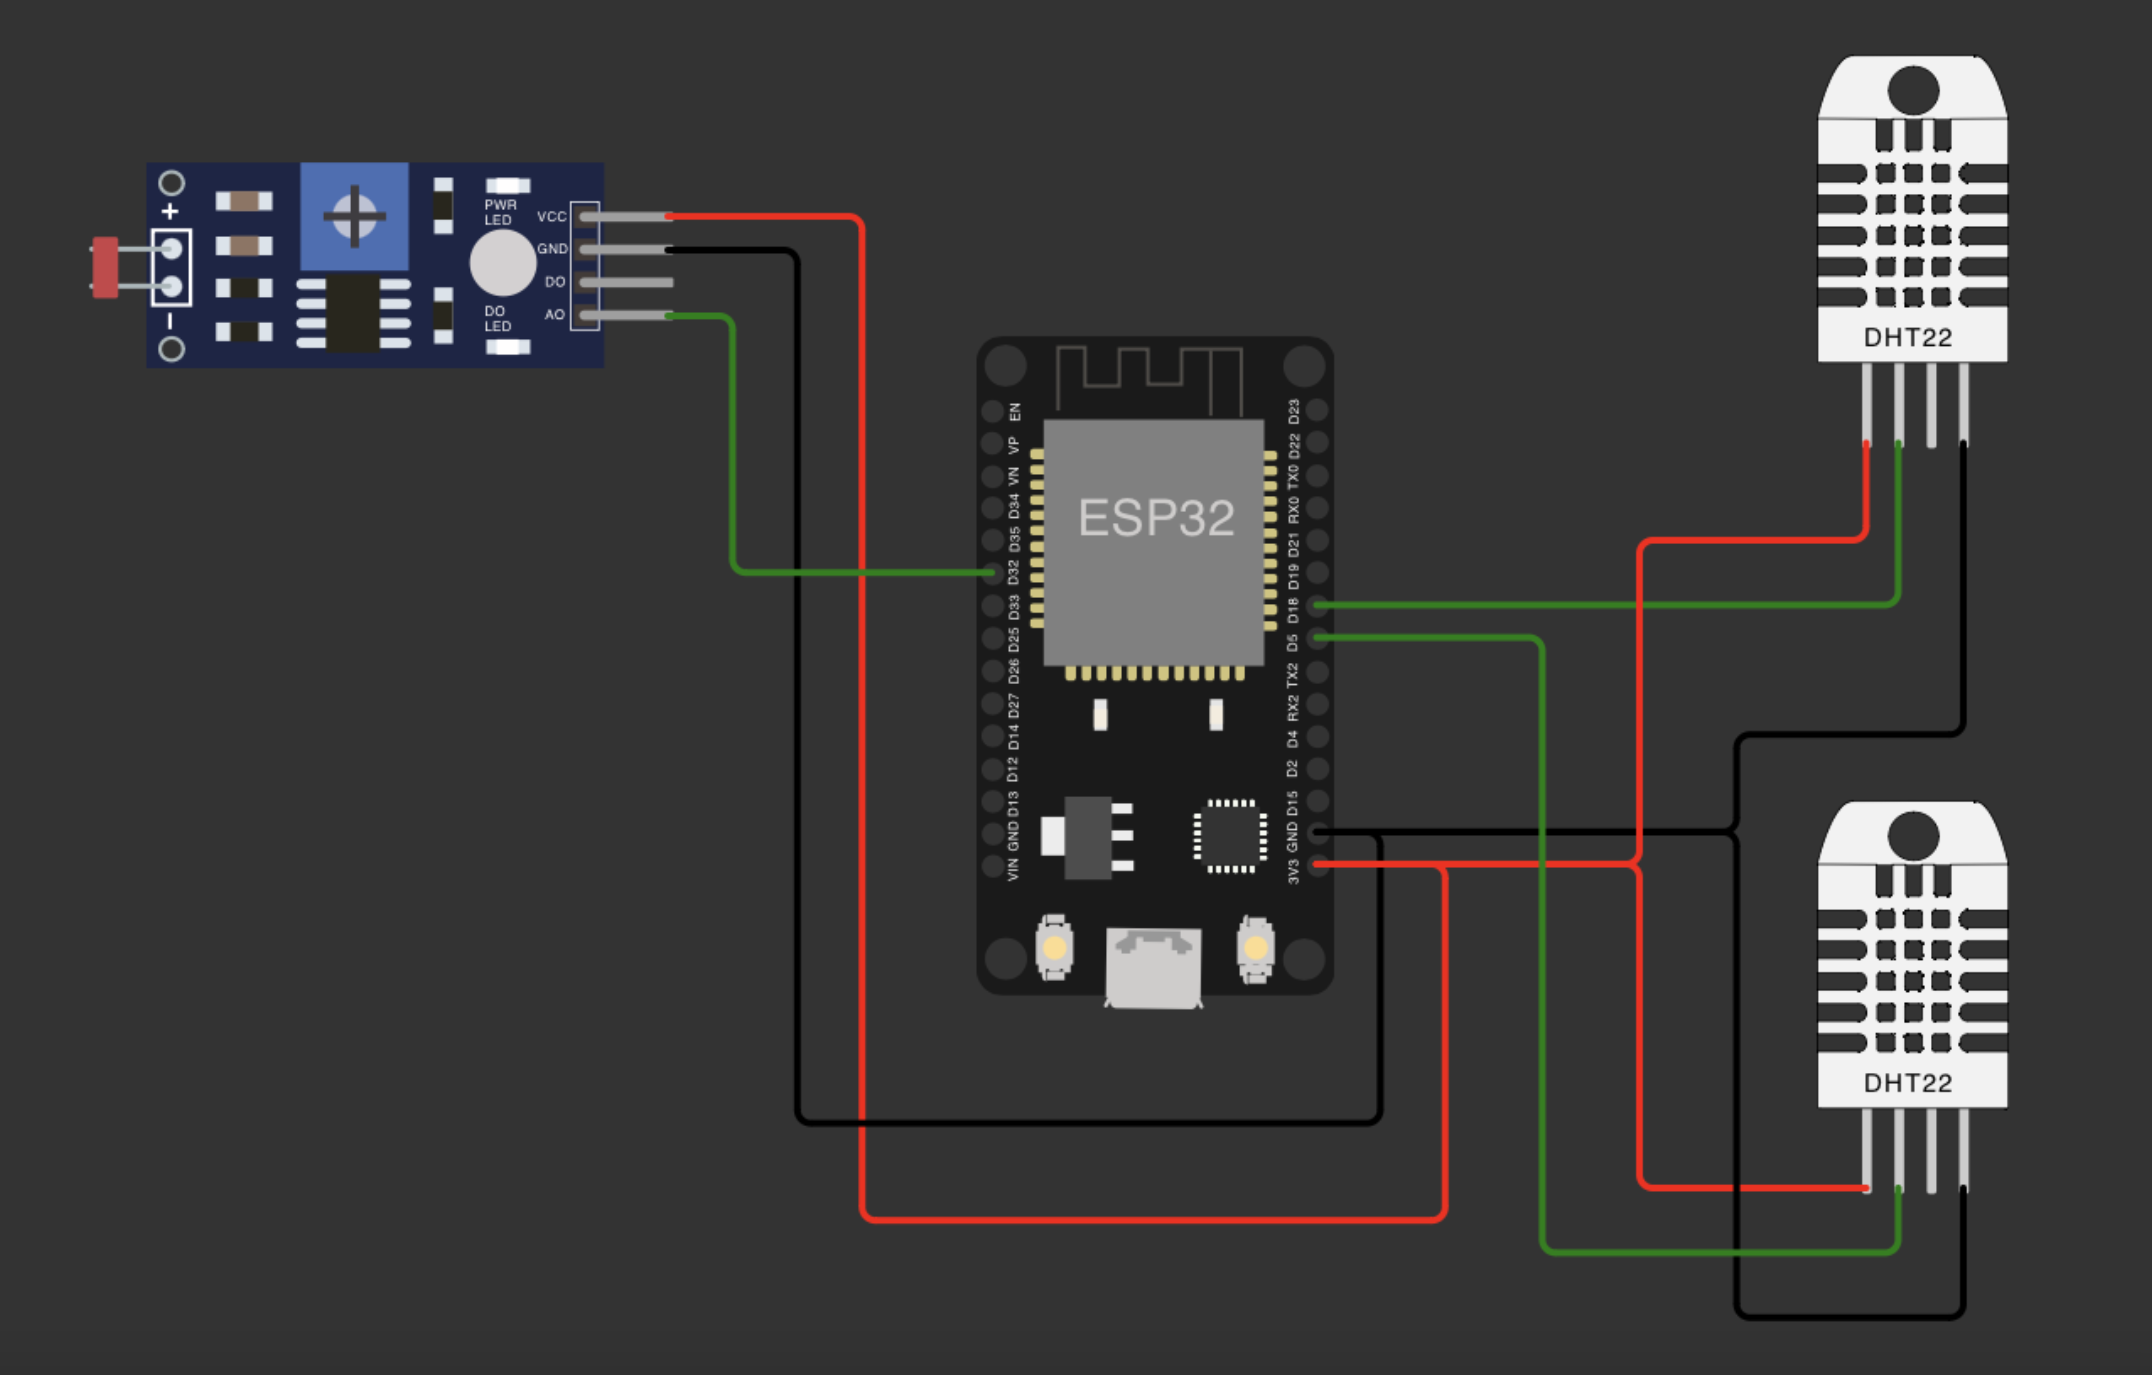 +
PWR
LED
VCC
GND
DO
AO
DO
LED
−
ESP32
EN
VP
VN
D34
D35
D32
D33
D25
D26
D27
D14
D12
D13
GND
VIN
D23
D22
TX0
RX0
D21
D19
D18
D5
TX2
RX2
D4
D2
D15
GND
3V3
DHT22
DHT22